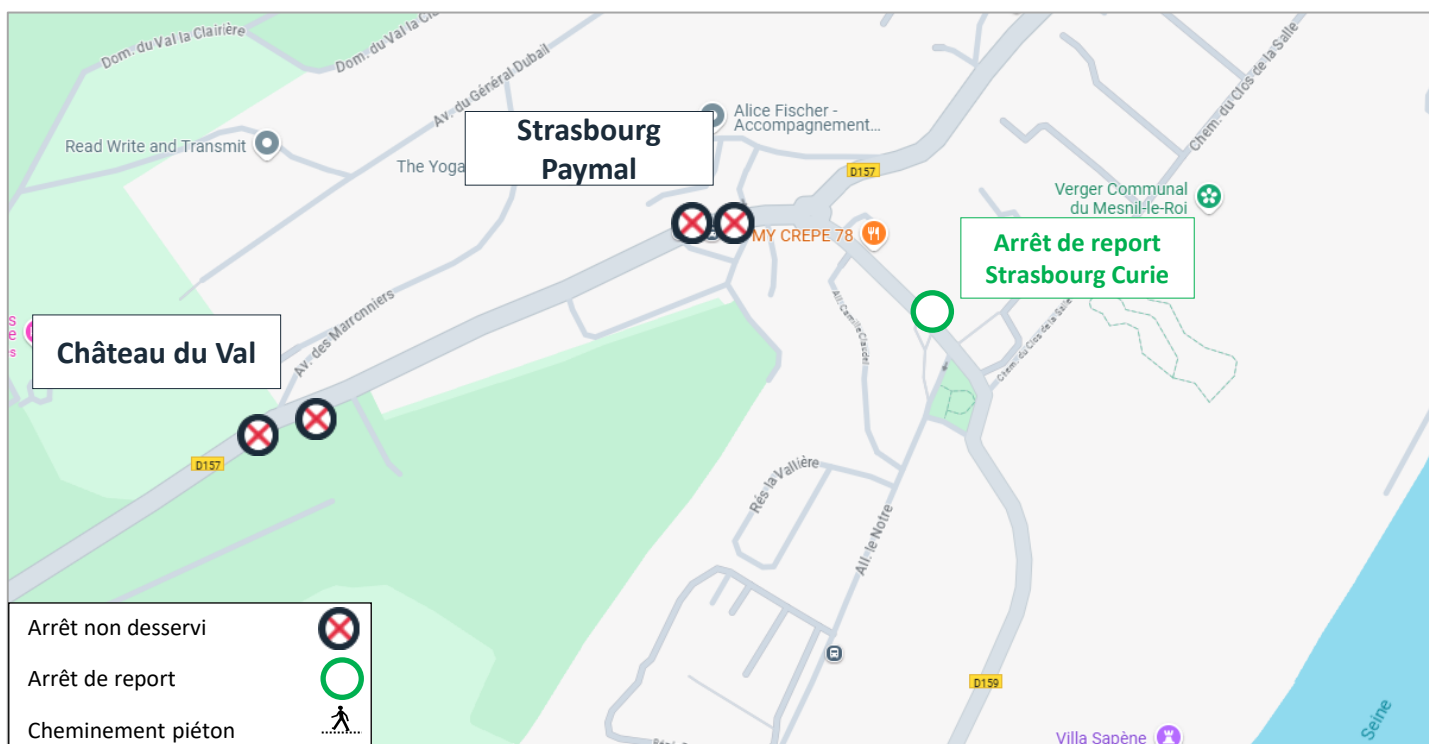 Dom. du Val la Clairière
Dom. du Val la
Av. du Général Dubail
Read Write and Transmit
The Yoga
Strasbourg
Paymal
Alice Fischer -
Accompagnement...
D157
Chem. du Clos de la Salle
Verger Communal
du Mesnil-le-Roi
MY CREPE 78
Arrêt de report
Strasbourg Curie
Château du Val
Av. des Marronniers
All. Camille Claudel
Chem. du Clos de la Salle
D157
Rés la Vallière
All. le Notre
D159
Seine
Villa Sapène
Arrêt non desservi
Arrêt de report
Cheminement piéton